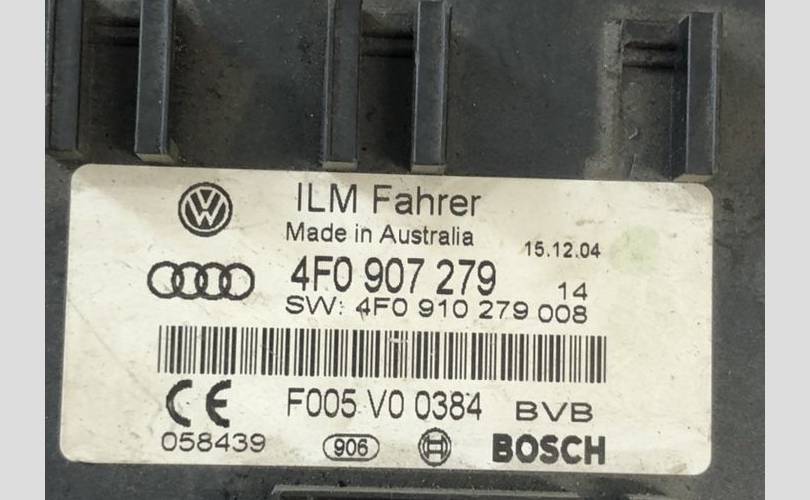 ILM Fahrer
Made in Australia
15.12.04
4F0 907 279
14
SW: 4F0 910 279 008
CE
F005 V0 0384 BVB
058439 906 BOSCH